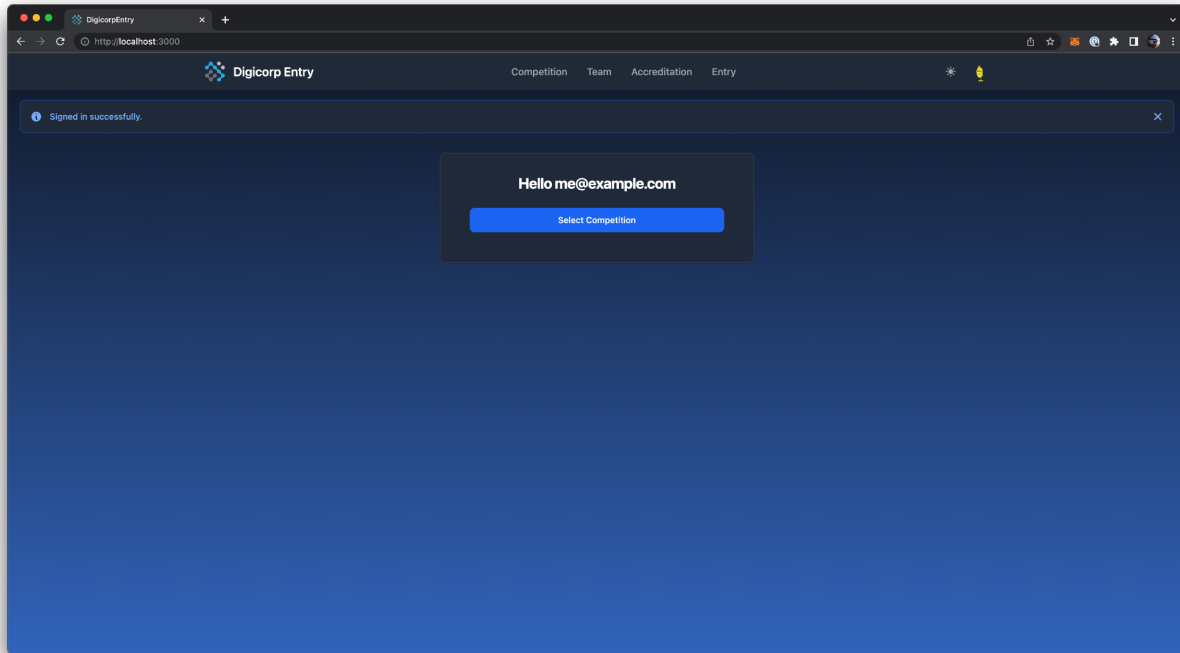 DigicorpEntry
http://localhost:3000
Digicorp Entry
Competition Team Accreditation Entry
Signed in successfully.
Hello me@example.com
Select Competition